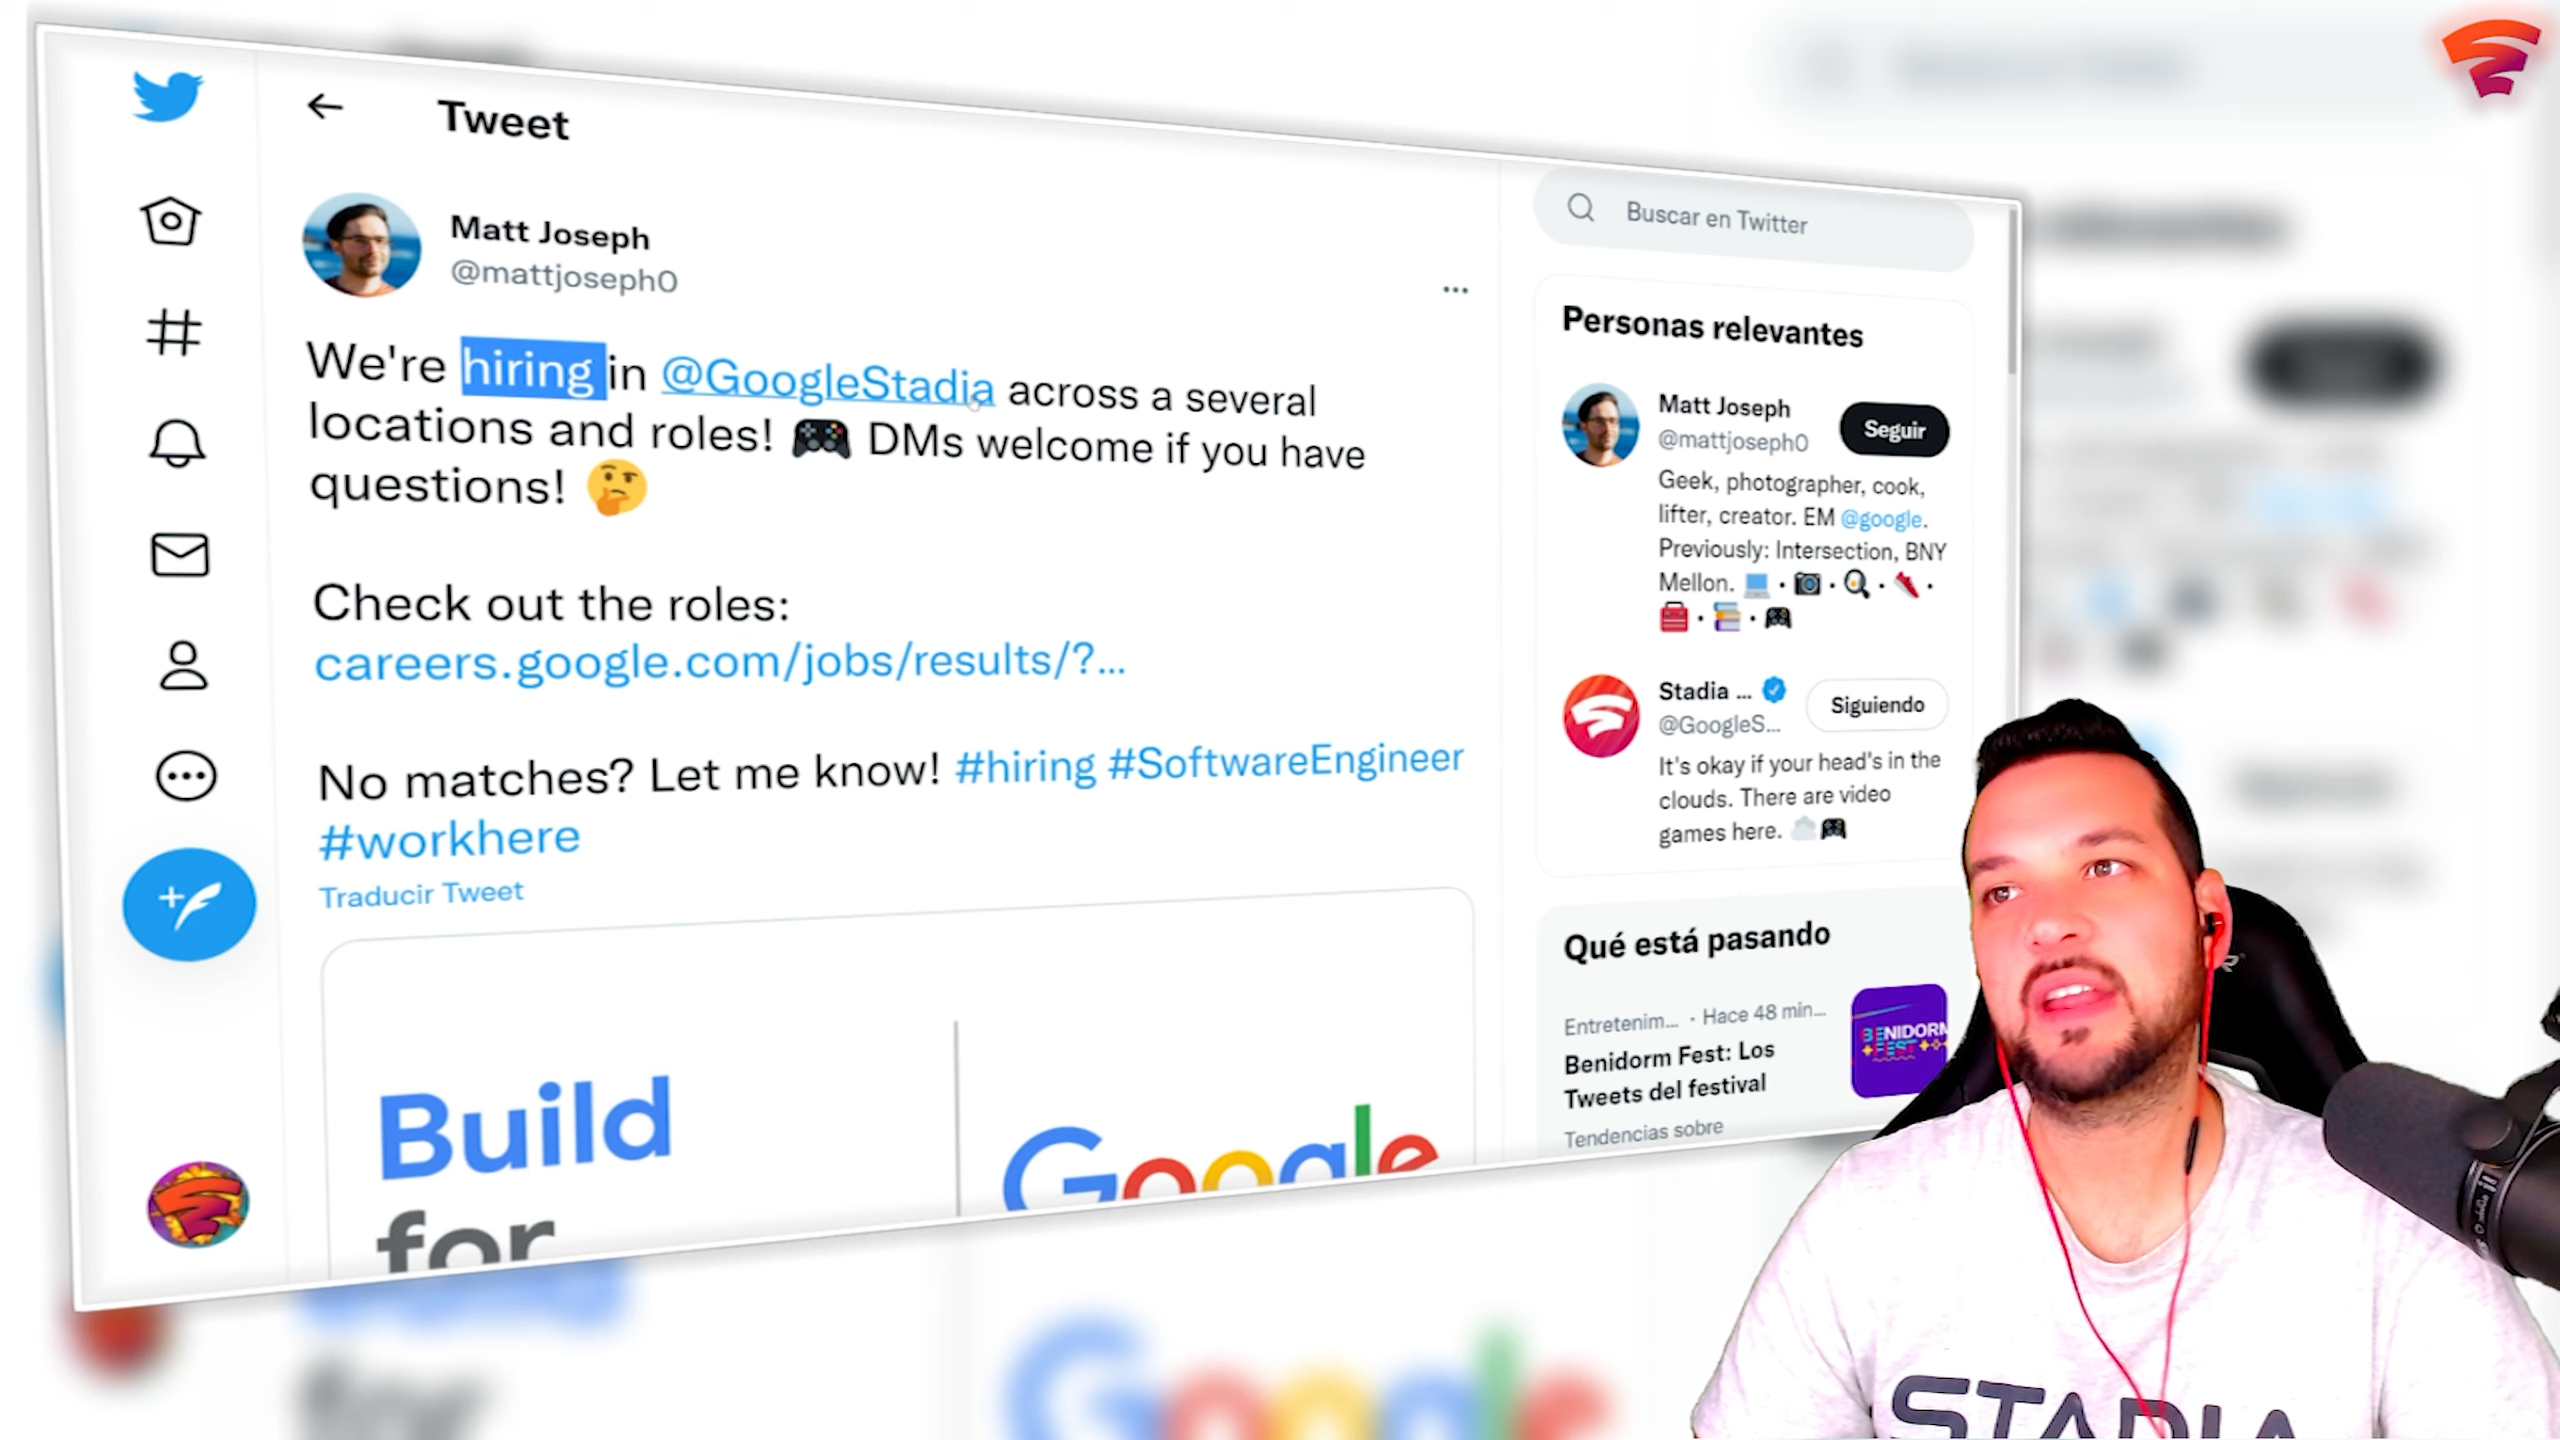 Tweet
Matt Joseph
@mattjoseph0
We're hiring in @GoogleStadia across a several
locations and roles! 🎮 DMs welcome if you have
questions! 🤔
Check out the roles:
careers.google.com/jobs/results/?...
No matches? Let me know! #hiring #SoftwareEngineer
#workhere
Traducir Tweet
Build
for
Google
Buscar en Twitter
Personas relevantes
Matt Joseph
@mattjoseph0
Seguir
Geek, photographer, cook,
lifter, creator. EM @google.
Previously: Intersection, BNY
Mellon. 💻 · 📷 · 🍳 · 👟 ·
🧰 · 📚 · 🎮
Stadia ...
@GoogleS...
Siguiendo
It's okay if your head's in the
clouds. There are video
games here. ☁️🎮
Qué está pasando
Entretenim... · Hace 48 min...
Benidorm Fest: Los
Tweets del festival
BENIDORM
FEST
Tendencias sobre
STADIA